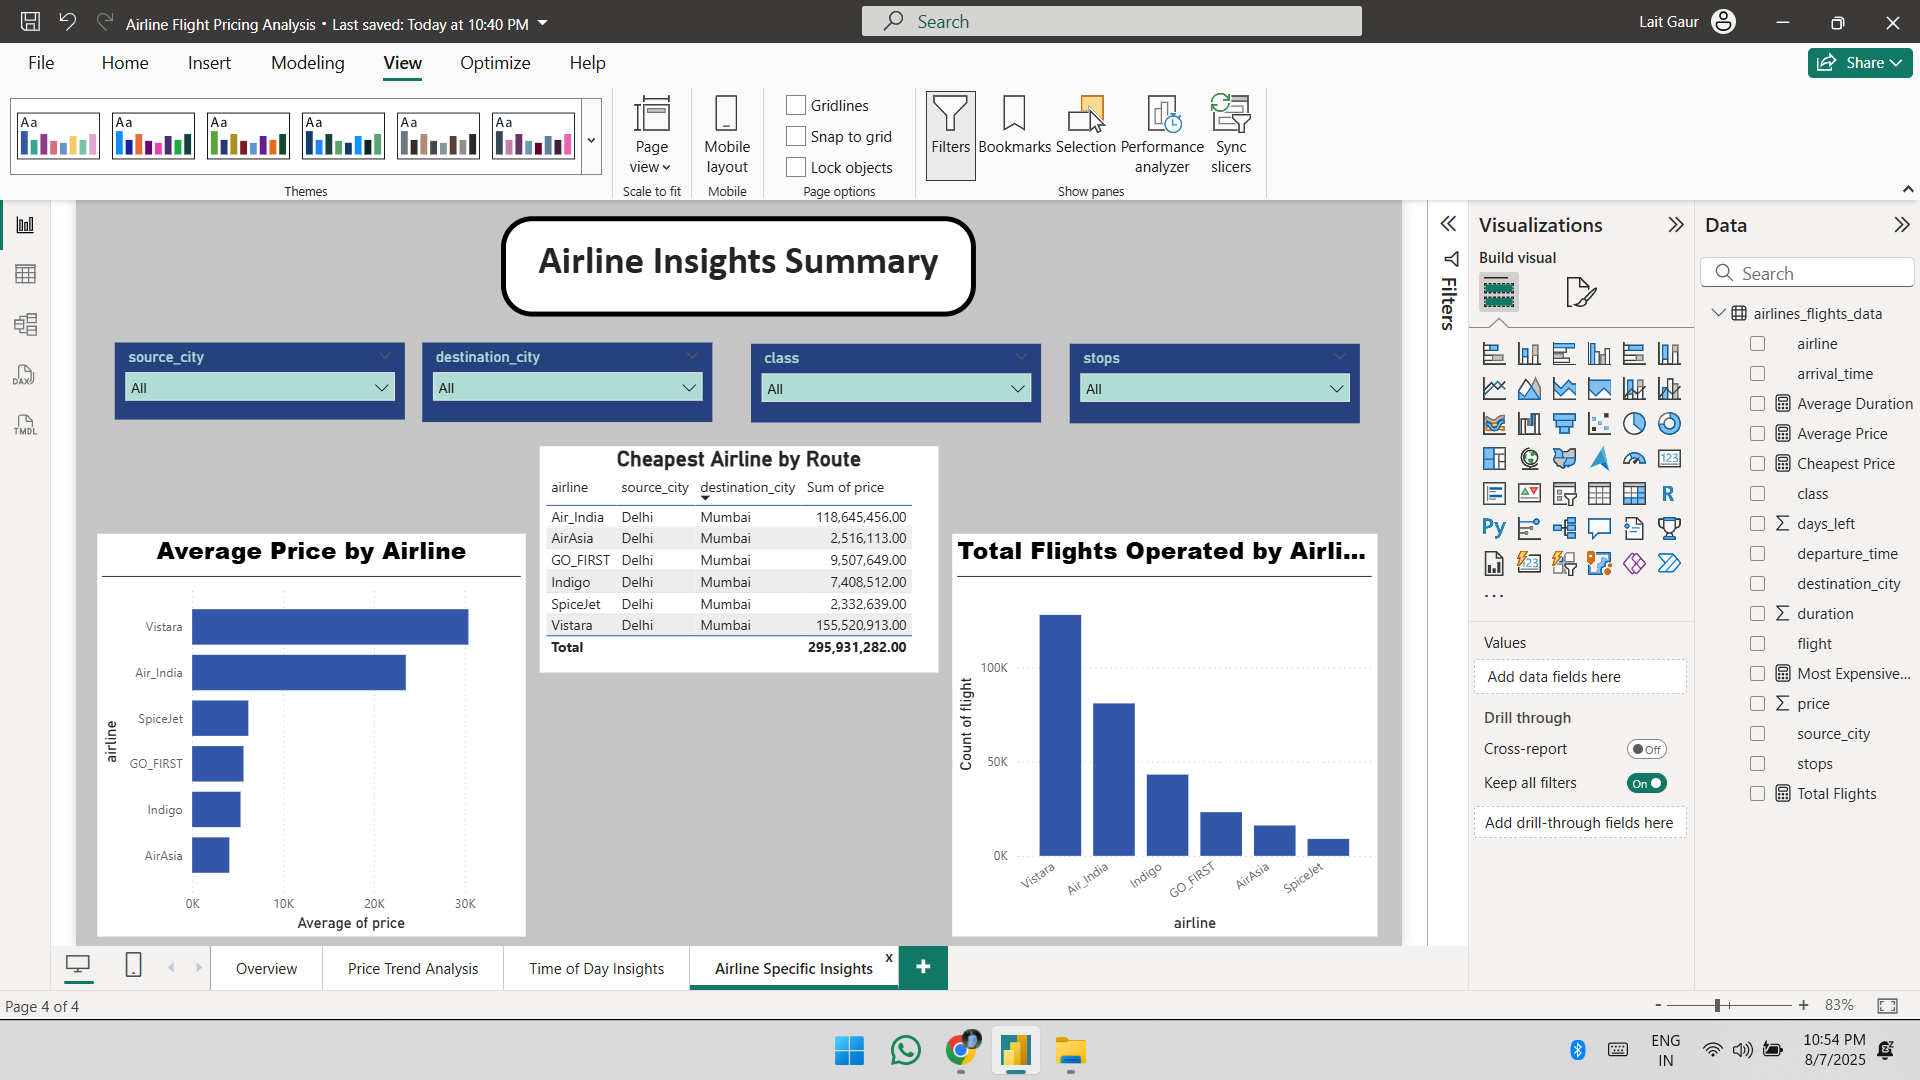 Airline Flight Pricing Analysis • Last saved: Today at 10:40 PM
Search
Lait Gaur
File
Home
Insert
Modeling
View
Optimize
Help
Share
Aa
Aa
Aa
Aa
Aa
Aa
Themes
Page
view
Scale to fit
Mobile
layout
Mobile
Gridlines
Snap to grid
Lock objects
Page options
Filters
Bookmarks
Selection
Performance
analyzer
Sync
slicers
Show panes
DAX
TMDL
Airline Insights Summary
source_city
All
destination_city
All
class
All
stops
All
Average Price by Airline
airline
Vistara
Air_India
SpiceJet
GO_FIRST
Indigo
AirAsia
0K 10K 20K 30K
Average of price
Cheapest Airline by Route
airline source_city destination_city Sum of price
Air_India Delhi Mumbai 118,645,456.00
AirAsia Delhi Mumbai 2,516,113.00
GO_FIRST Delhi Mumbai 9,507,649.00
Indigo Delhi Mumbai 7,408,512.00
SpiceJet Delhi Mumbai 2,332,639.00
Vistara Delhi Mumbai 155,520,913.00
Total 295,931,282.00
Total Flights Operated by Airli...
Count of flight
100K
50K
0K
Vistara Air_India Indigo GO_FIRST AirAsia SpiceJet
airline
Filters
Visualizations
Build visual
123
R
Py
123
...
Values
Add data fields here
Drill through
Cross-report
Off
Keep all filters
On
Add drill-through fields here
Data
Search
airlines_flights_data
airline
arrival_time
Average Duration
Average Price
Cheapest Price
class
days_left
departure_time
destination_city
duration
flight
Most Expensive...
price
source_city
stops
Total Flights
Overview
Price Trend Analysis
Time of Day Insights
Airline Specific Insights
x
+
Page 4 of 4
- + 83%
ENG
IN
10:54 PM
8/7/2025